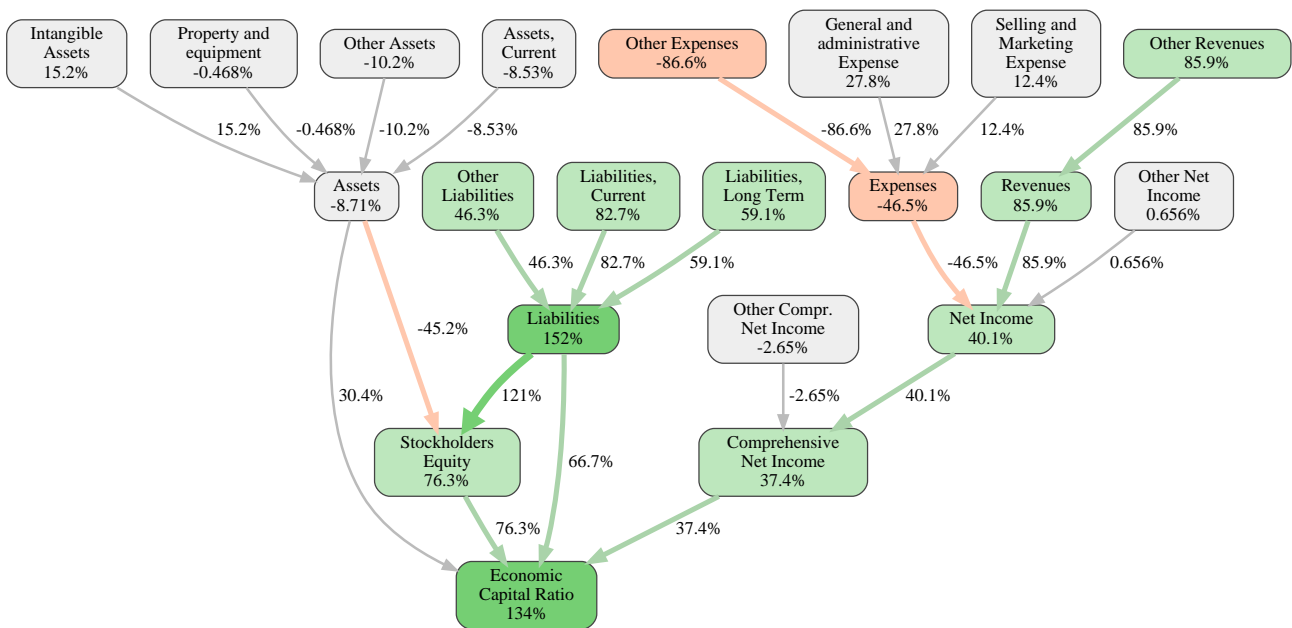 Intangible
Assets
15.2%
Property and
equipment
-0.468%
Other Assets
-10.2%
Assets,
Current
-8.53%
Other Expenses
-86.6%
General and
administrative
Expense
27.8%
Selling and
Marketing
Expense
12.4%
Other Revenues
85.9%
15.2%
-0.468%
-10.2%
-8.53%
-86.6%
27.8%
12.4%
85.9%
Assets
-8.71%
Other
Liabilities
46.3%
Liabilities,
Current
82.7%
Liabilities,
Long Term
59.1%
Expenses
-46.5%
Revenues
85.9%
Other Net
Income
0.656%
46.3%
82.7%
59.1%
-46.5%
85.9%
0.656%
-45.2%
Liabilities
152%
Other Compr.
Net Income
-2.65%
Net Income
40.1%
30.4%
121%
-2.65%
40.1%
Stockholders
Equity
76.3%
66.7%
Comprehensive
Net Income
37.4%
76.3%
37.4%
Economic
Capital Ratio
134%